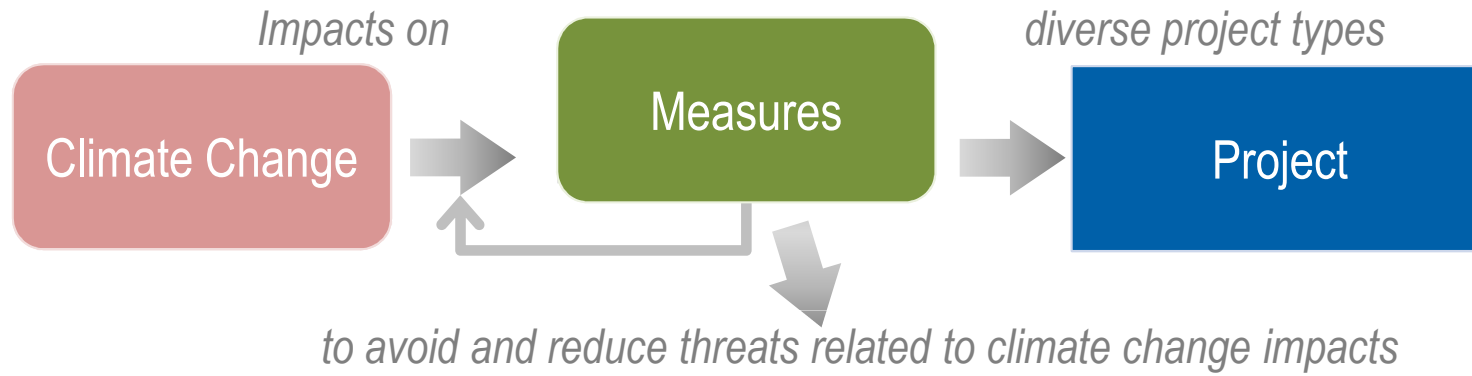 Impacts on
diverse project types
Climate Change
Measures
Project
to avoid and reduce threats related to climate change impacts